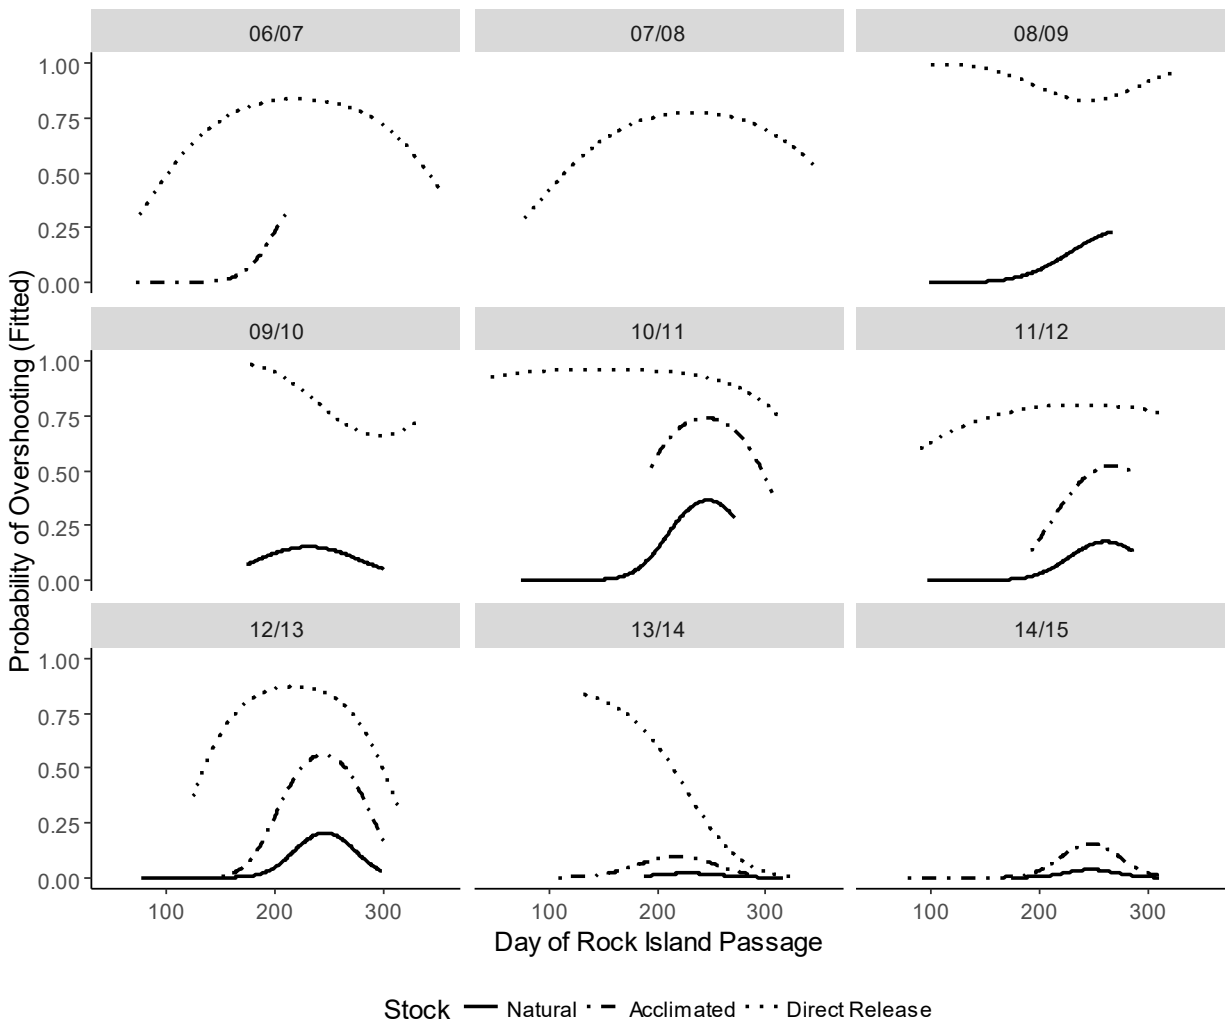 06/07 07/08 08/09
1.00
0.75
0.50
0.25
0.00
09/10 10/11 11/12
1.00
0.75
0.50
0.25
0.00
12/13 13/14 14/15
1.00
0.75
0.50
0.25
0.00
100 200 300 100 200 300 100 200 300
Probability of Overshooting (Fitted)
Day of Rock Island Passage
Stock Natural Acclimated Direct Release